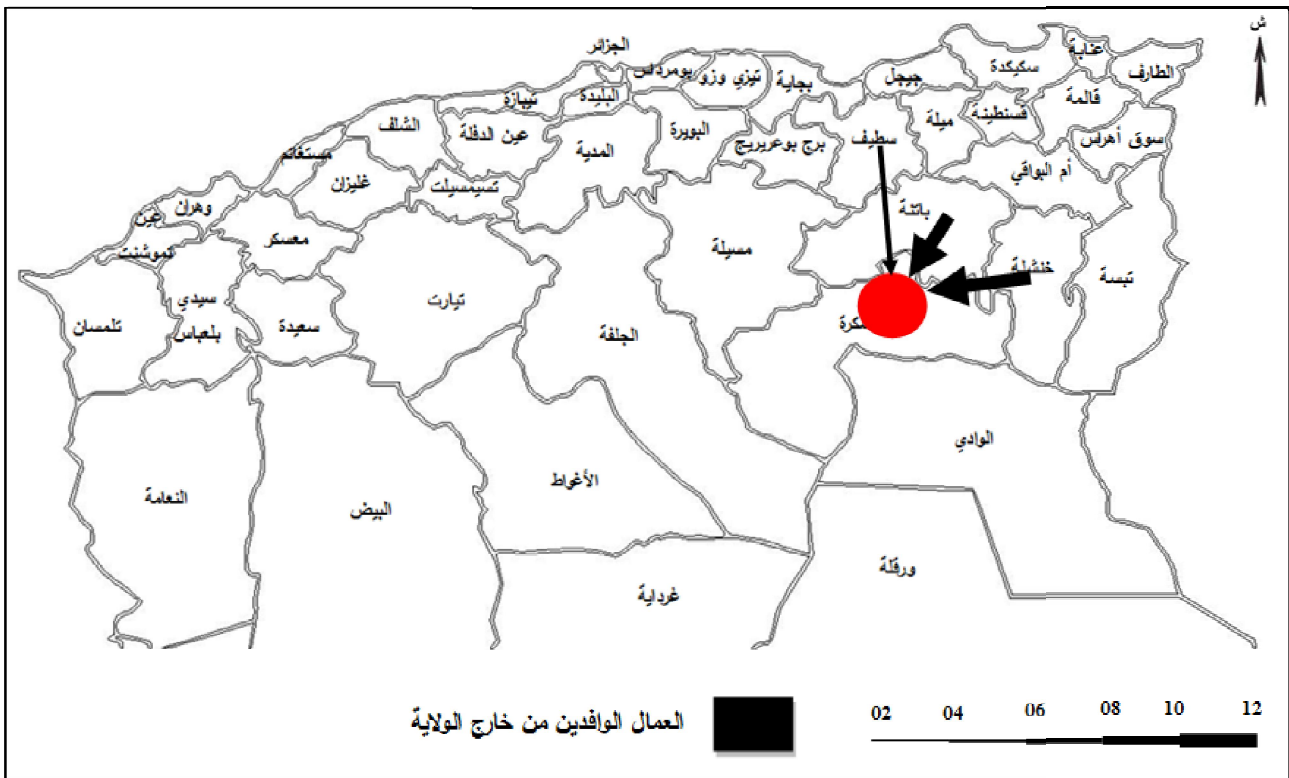 ش
الجزائر
عنابة
الطارف
سكيكدة
جيجل
بجاية
تيزي وزو
بومرداس
البليدة
تيبازة
قالمة
قسنطينة
ميلة
سوق أهراس
سطيف
برج بوعريريج
البويرة
المدية
عين الدفلة
الشلف
مستغانم
أم البواقي
غليزان
تسيمسيلت
وهران
عين
تموشنت
معسكر
باتنة
مسيلة
خنشلة
تبسة
تيارت
سيدي
بلعباس
سعيدة
تلمسان
الجلفة
سكرة
الوادي
الأغواط
البيض
النعامة
ورقلة
غرداية
العمال الوافدين من خارج الولاية
02 04 06 08 10 12